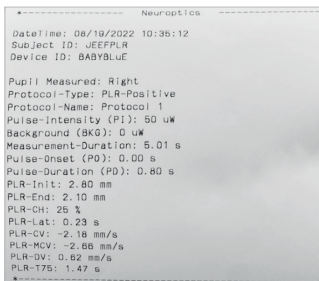 *---------- Neuroptics ----------
DateTime: 08/19/2022 10:35:12
Subject ID: JEEFPLR
Device ID: BABYBLuE
Pupil Measured: Right
Protocol-Type: PLR-Positive
Protocol-Name: Protocol 1
Pulse-Intensity (PI): 50 uW
Background (BKG): 0 uW
Measurement-Duration: 5.01 s
Pulse-Onset (PO): 0.00 s
Pulse-Duration (PD): 0.80 s
PLR-Init: 2.80 mm
PLR-End: 2.10 mm
PLR-CH: 25 %
PLR-Lat: 0.23 s
PLR-CV: -2.18 mm/s
PLR-MCV: -2.66 mm/s
PLR-DV: 0.62 mm/s
PLR-T75: 1.47 s
*----------